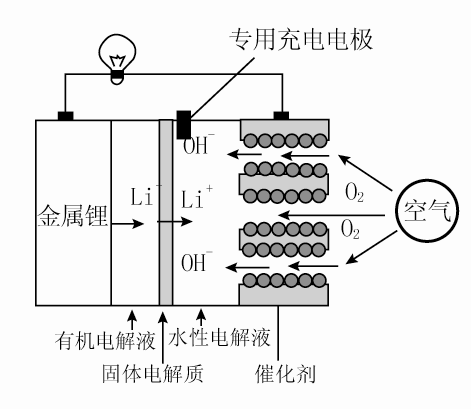 专用充电电极
OH⁻
Li⁻
Li⁺
金属锂
O₂
空气
O₂
OH⁻
有机电解液
水性电解液
固体电解质
催化剂